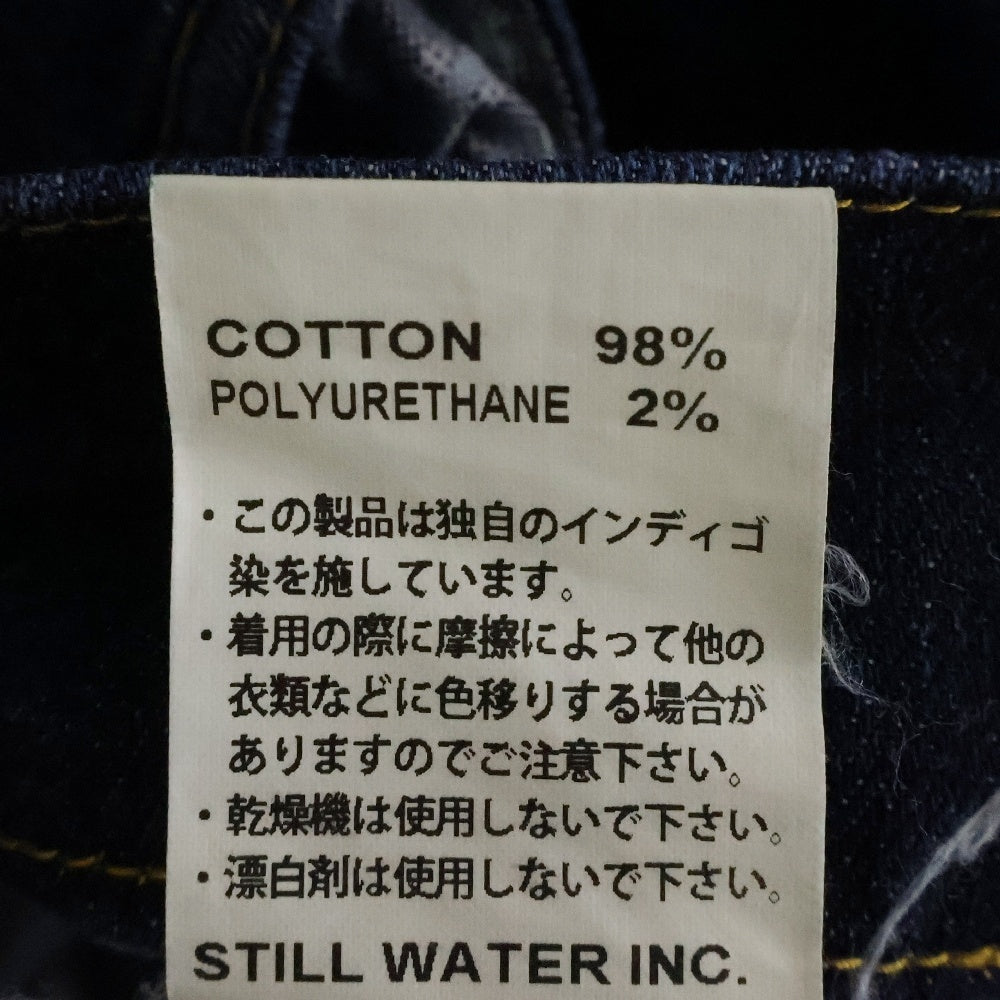 COTTON 98%
POLYURETHANE 2%
・この製品は独自のインディゴ
染を施しています。
・着用の際に摩擦によって他の
衣類などに色移りする場合が
ありますのでご注意下さい。
・乾燥機は使用しないで下さい。
・漂白剤は使用しないで下さい。
STILL WATER INC.